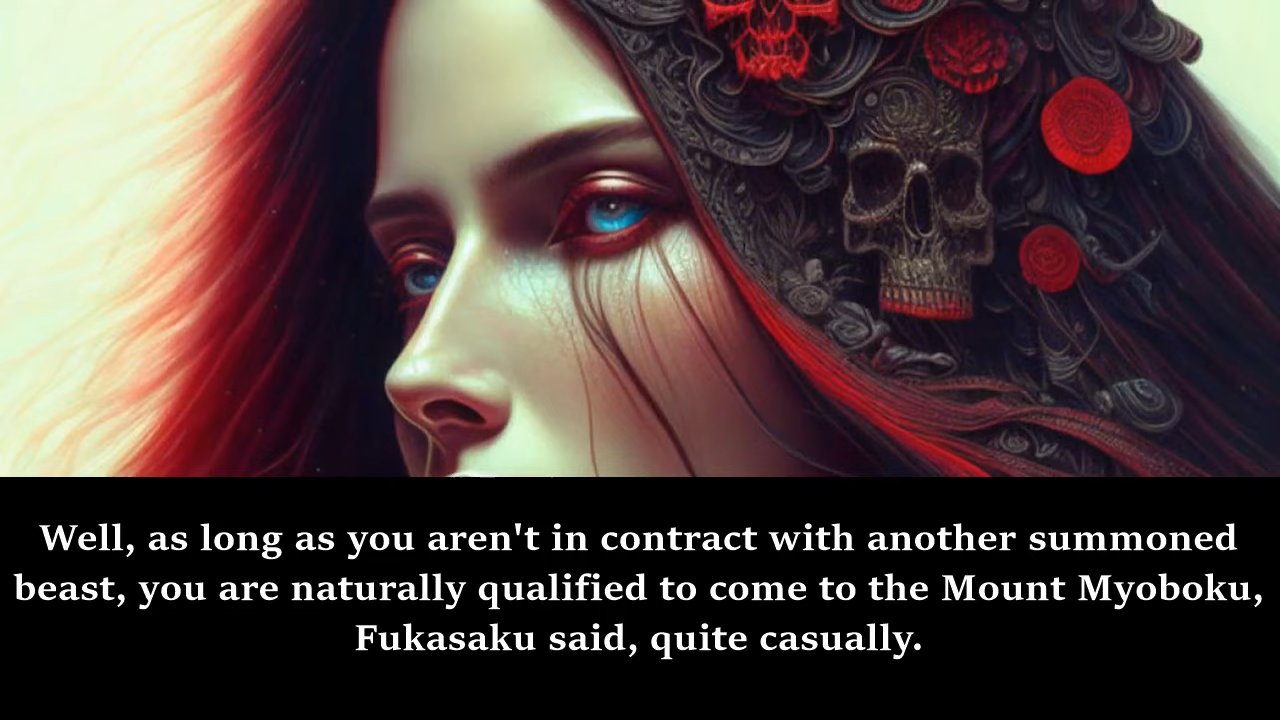 Well, as long as you aren't in contract with another summoned
beast, you are naturally qualified to come to the Mount Myoboku,
Fukasaku said, quite casually.